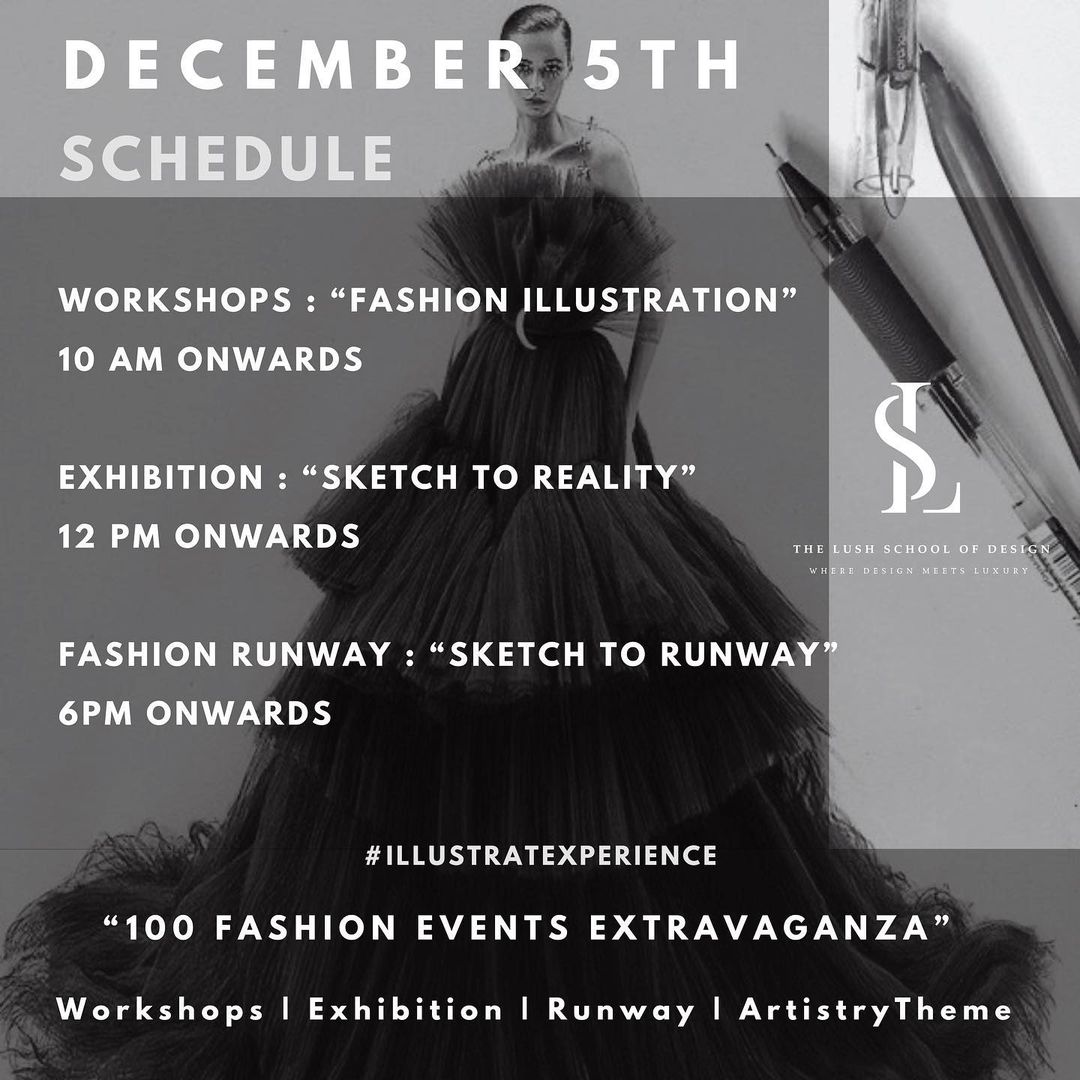 DECEMBER 5TH
SCHEDULE
WORKSHOPS : “FASHION ILLUSTRATION”
10 AM ONWARDS
EXHIBITION : “SKETCH TO REALITY”
12 PM ONWARDS
FASHION RUNWAY : “SKETCH TO RUNWAY”
6PM ONWARDS
SL
THE LUSH SCHOOL OF DESIGN
WHERE DESIGN MEETS LUXURY
#ILLUSTRATEXPERIENCE
“100 FASHION EVENTS EXTRAVAGANZA”
Workshops | Exhibition | Runway | ArtistryTheme